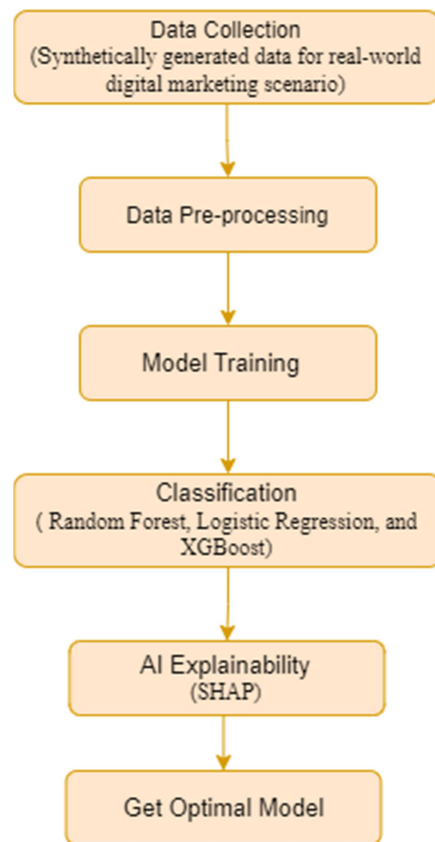 Data Collection
(Synthetically generated data for real-world
digital marketing scenario)
Data Pre-processing
Model Training
Classification
( Random Forest, Logistic Regression, and
XGBoost)
AI Explainability
(SHAP)
Get Optimal Model